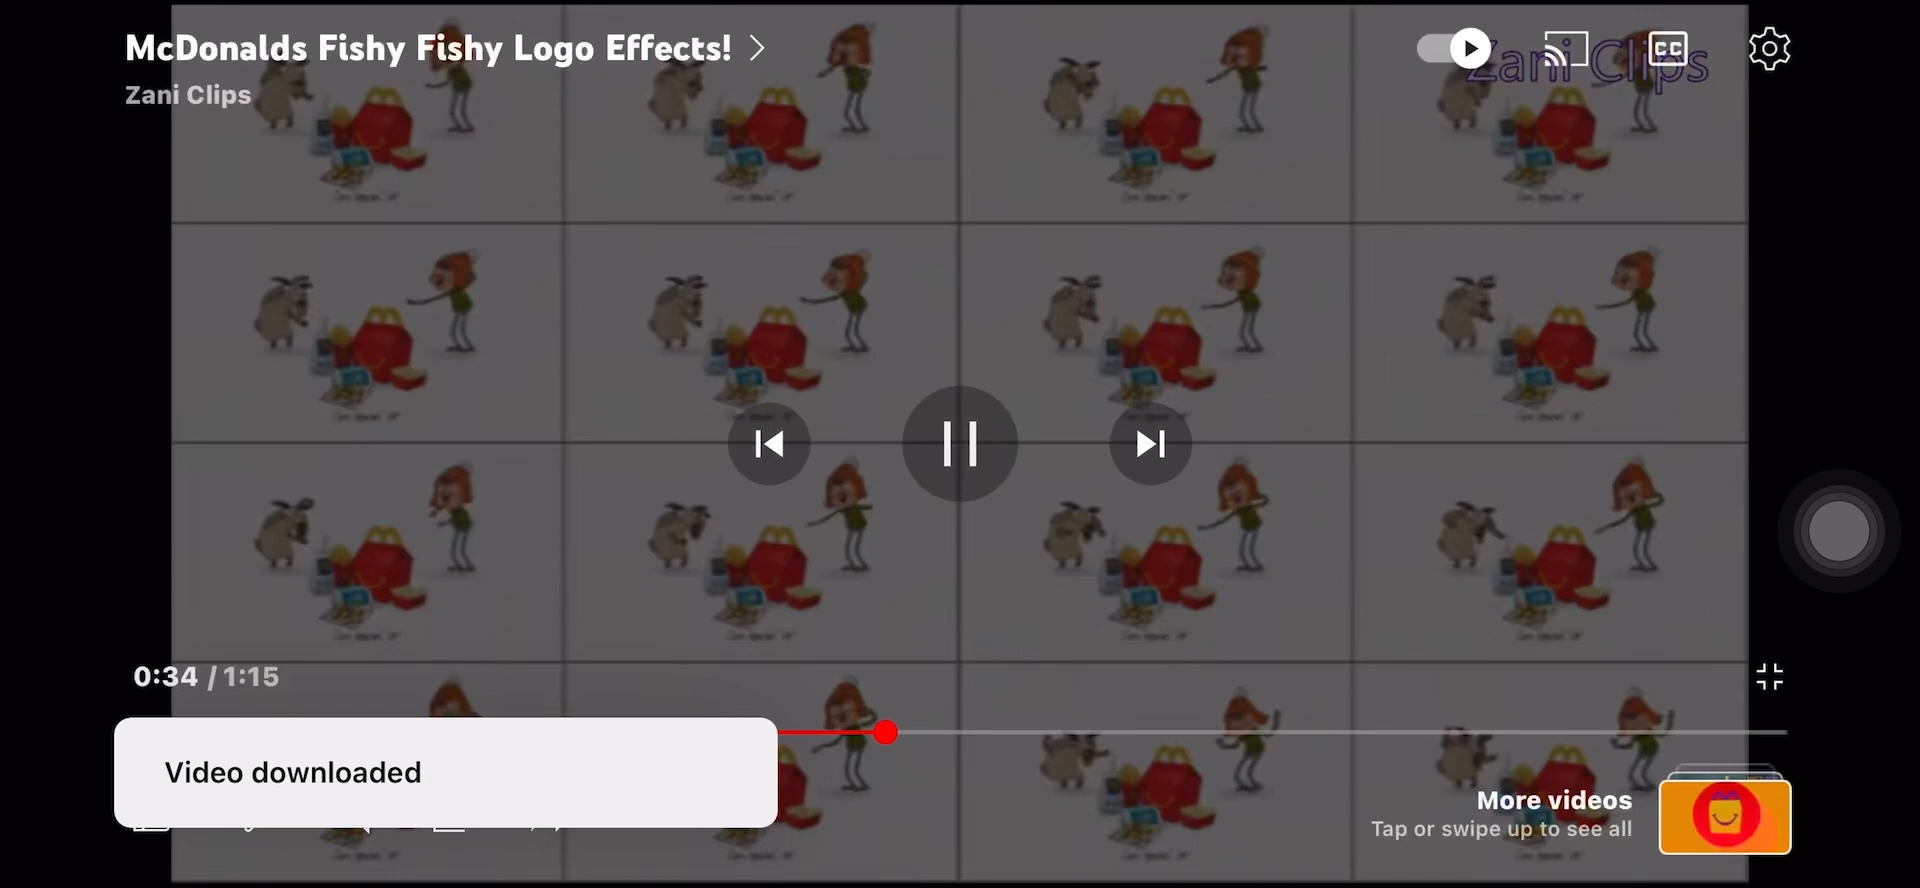 McDonalds Fishy Fishy Logo Effects!
Zani Clips
Zani Clips
CC
0:34 / 1:15
Video downloaded
More videos
Tap or swipe up to see all